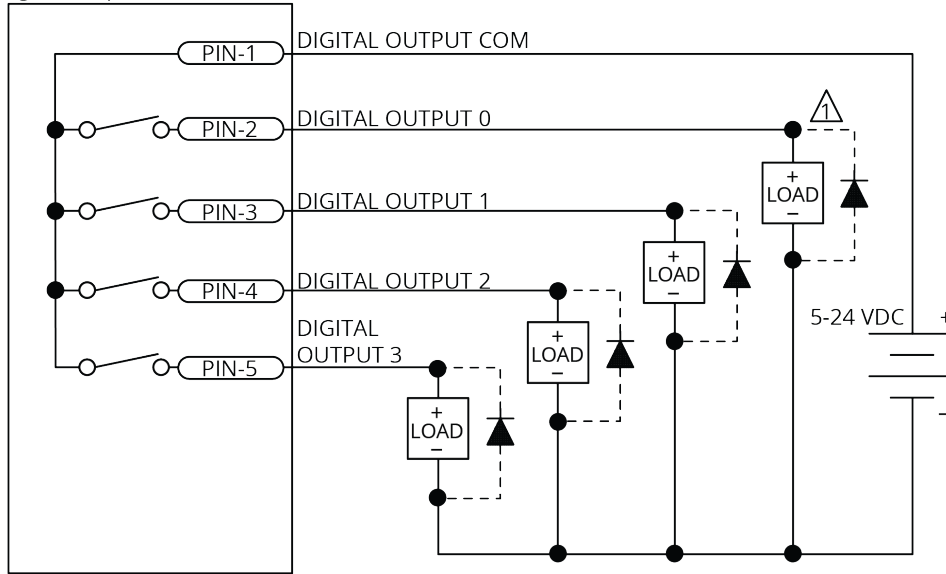 PIN-1
DIGITAL OUTPUT COM
PIN-2
DIGITAL OUTPUT 0
1
PIN-3
DIGITAL OUTPUT 1
+
LOAD
−
PIN-4
DIGITAL OUTPUT 2
+
LOAD
−
5-24 VDC
+
PIN-5
DIGITAL
OUTPUT 3
+
LOAD
−
+
LOAD
−
−